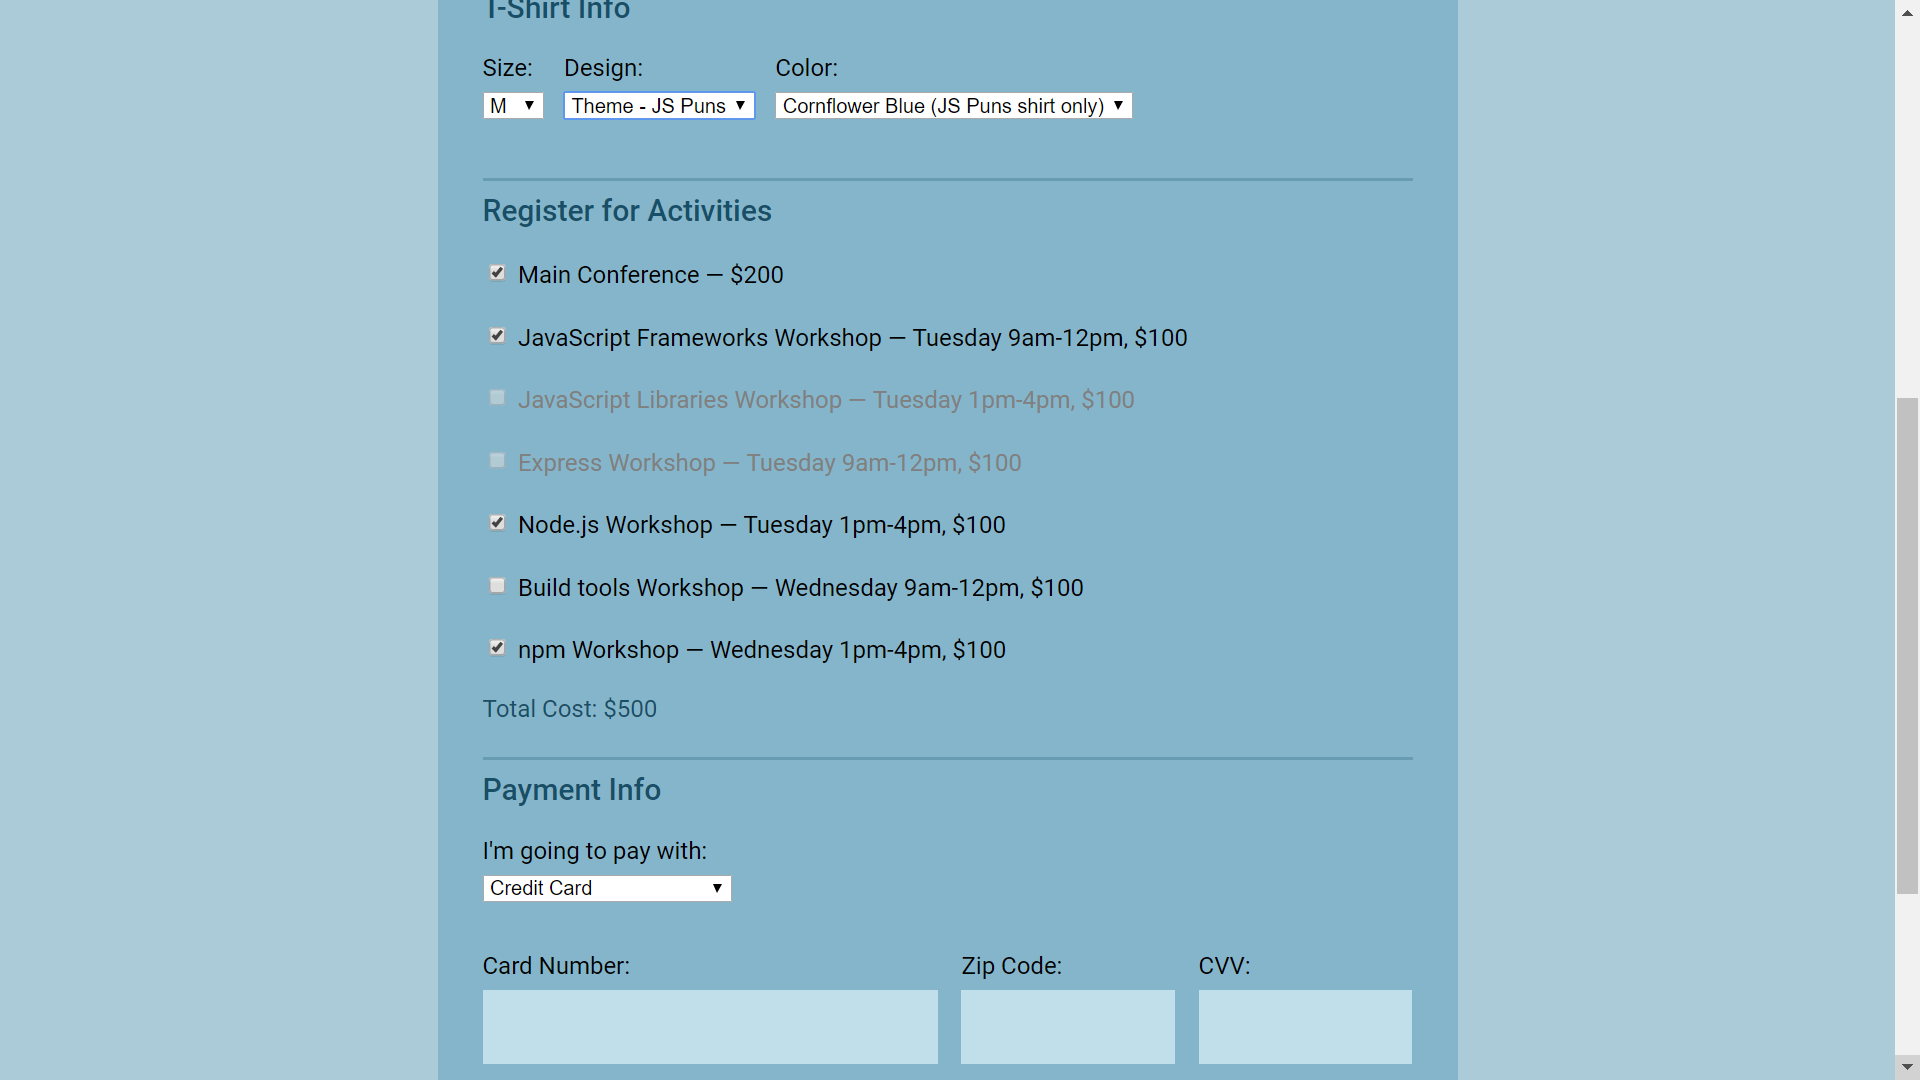 T-Shirt Info
Size: Design: Color:
M Theme - JS Puns Cornflower Blue (JS Puns shirt only)
Register for Activities
Main Conference — $200
JavaScript Frameworks Workshop — Tuesday 9am-12pm, $100
JavaScript Libraries Workshop — Tuesday 1pm-4pm, $100
Express Workshop — Tuesday 9am-12pm, $100
Node.js Workshop — Tuesday 1pm-4pm, $100
Build tools Workshop — Wednesday 9am-12pm, $100
npm Workshop — Wednesday 1pm-4pm, $100
Total Cost: $500
Payment Info
I'm going to pay with:
Credit Card
Card Number: Zip Code: CVV: